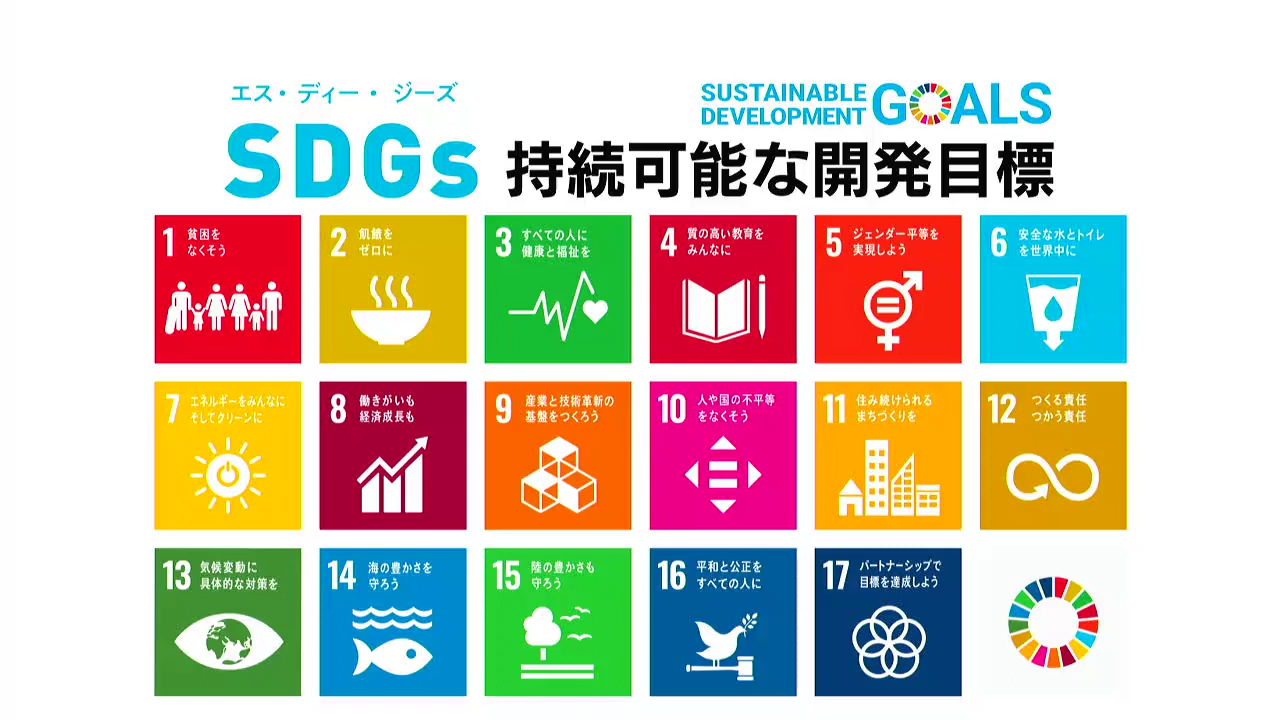 エス・ディー・ジーズ
SUSTAINABLE
DEVELOPMENT
GOALS
SDGs 持続可能な開発目標
1 貧困を
なくそう
2 飢餓を
ゼロに
3 すべての人に
健康と福祉を
4 質の高い教育を
みんなに
5 ジェンダー平等を
実現しよう
6 安全な水とトイレ
を世界中に
7 エネルギーをみんなに
そしてクリーンに
8 働きがいも
経済成長も
9 産業と技術革新の
基盤をつくろう
10 人や国の不平等
をなくそう
11 住み続けられる
まちづくりを
12 つくる責任
つかう責任
13 気候変動に
具体的な対策を
14 海の豊かさを
守ろう
15 陸の豊かさも
守ろう
16 平和と公正を
すべての人に
17 パートナーシップで
目標を達成しよう